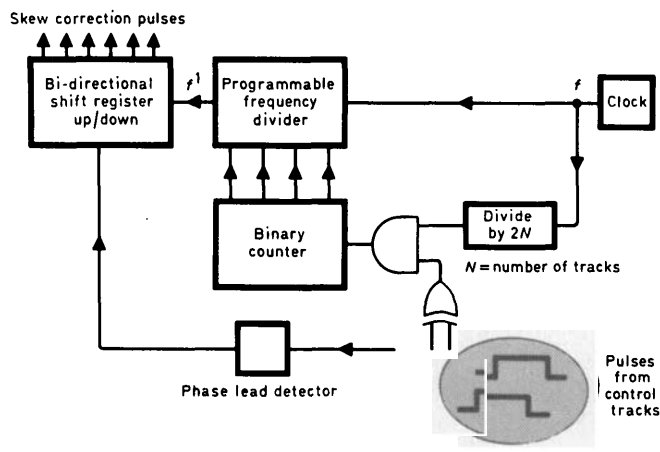 Skew correction pulses
Bi-directional
shift register
up/down
f¹
Programmable
frequency
divider
f
Clock
Binary
counter
Divide
by 2N
N = number of tracks
Phase lead detector
Pulses
from
control
tracks